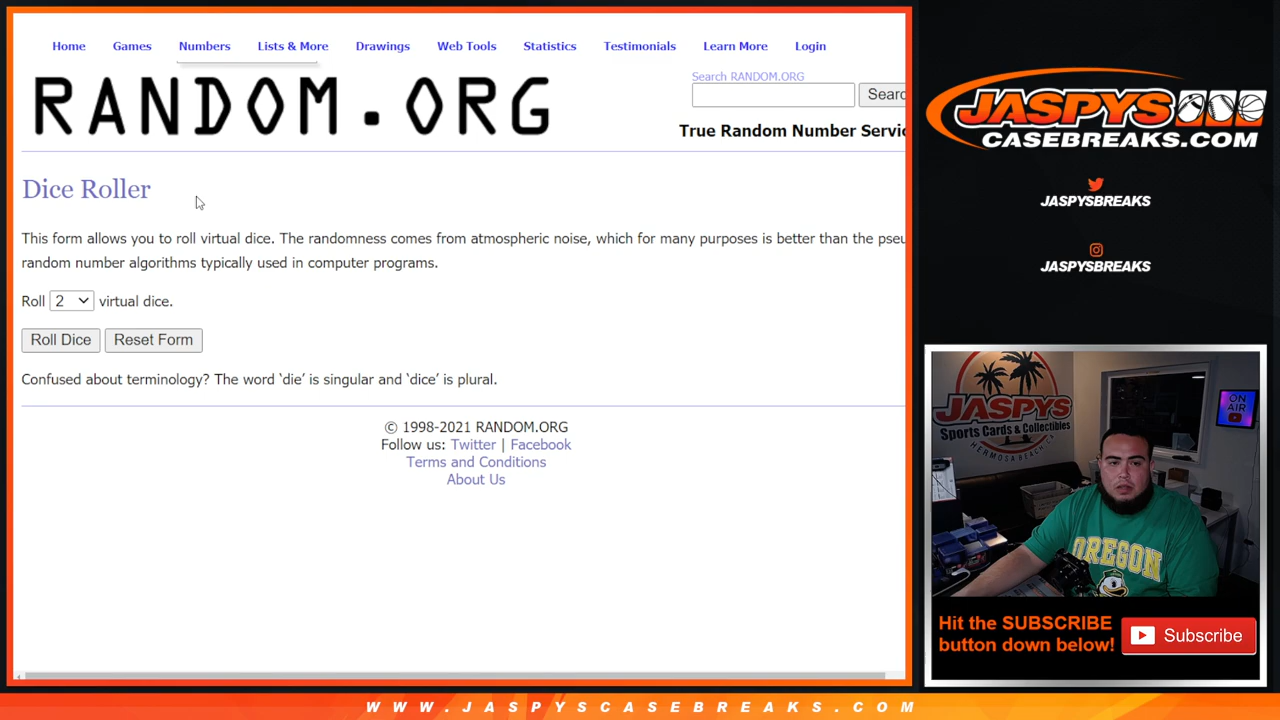 Home Games Numbers Lists & More Drawings Web Tools Statistics Testimonials Learn More Login
RANDOM.ORG
Search RANDOM.ORG
True Random Number Servic
Dice Roller
This form allows you to roll virtual dice. The randomness comes from atmospheric noise, which for many purposes is better than the pseu
random number algorithms typically used in computer programs.
Roll 2 virtual dice.
Roll Dice Reset Form
Confused about terminology? The word ‘die’ is singular and ‘dice’ is plural.
© 1998-2021 RANDOM.ORG
Follow us: Twitter | Facebook
Terms and Conditions
About Us
JASPYS
CASEBREAKS.COM
JASPYSBREAKS
JASPYSBREAKS
JASPYS
Sports Cards & Collectibles
HERMOSA BEACH, CA
ON
AIR
OREGON
Hit the SUBSCRIBE
button down below!
Subscribe
WWW.JASPYSCASEBREAKS.COM